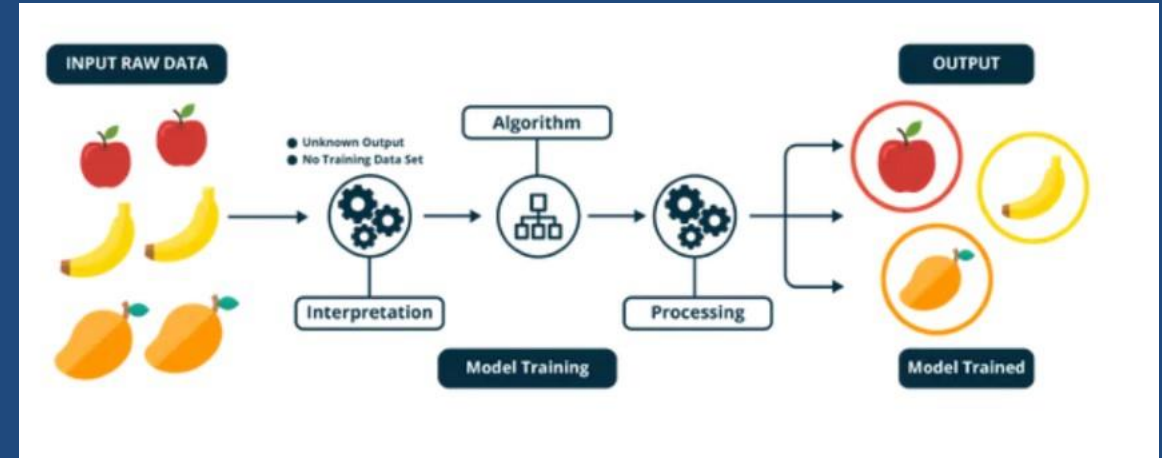 INPUT RAW DATA
OUTPUT
Algorithm
● Unknown Output
● No Training Data Set
Interpretation
Processing
Model Training
Model Trained